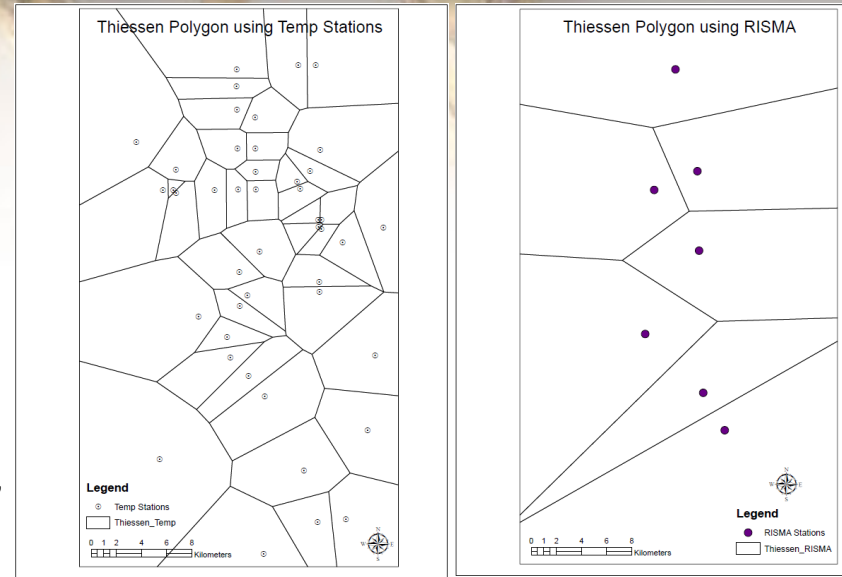 Thiessen Polygon using Temp Stations
N
W E
S
Legend
Temp Stations
Thiessen_Temp
0 1 2 4 6 8
Kilometers
Thiessen Polygon using RISMA
N
W E
S
Legend
RISMA Stations
Thiessen_RISMA
0 1 2 4 6 8
Kilometers